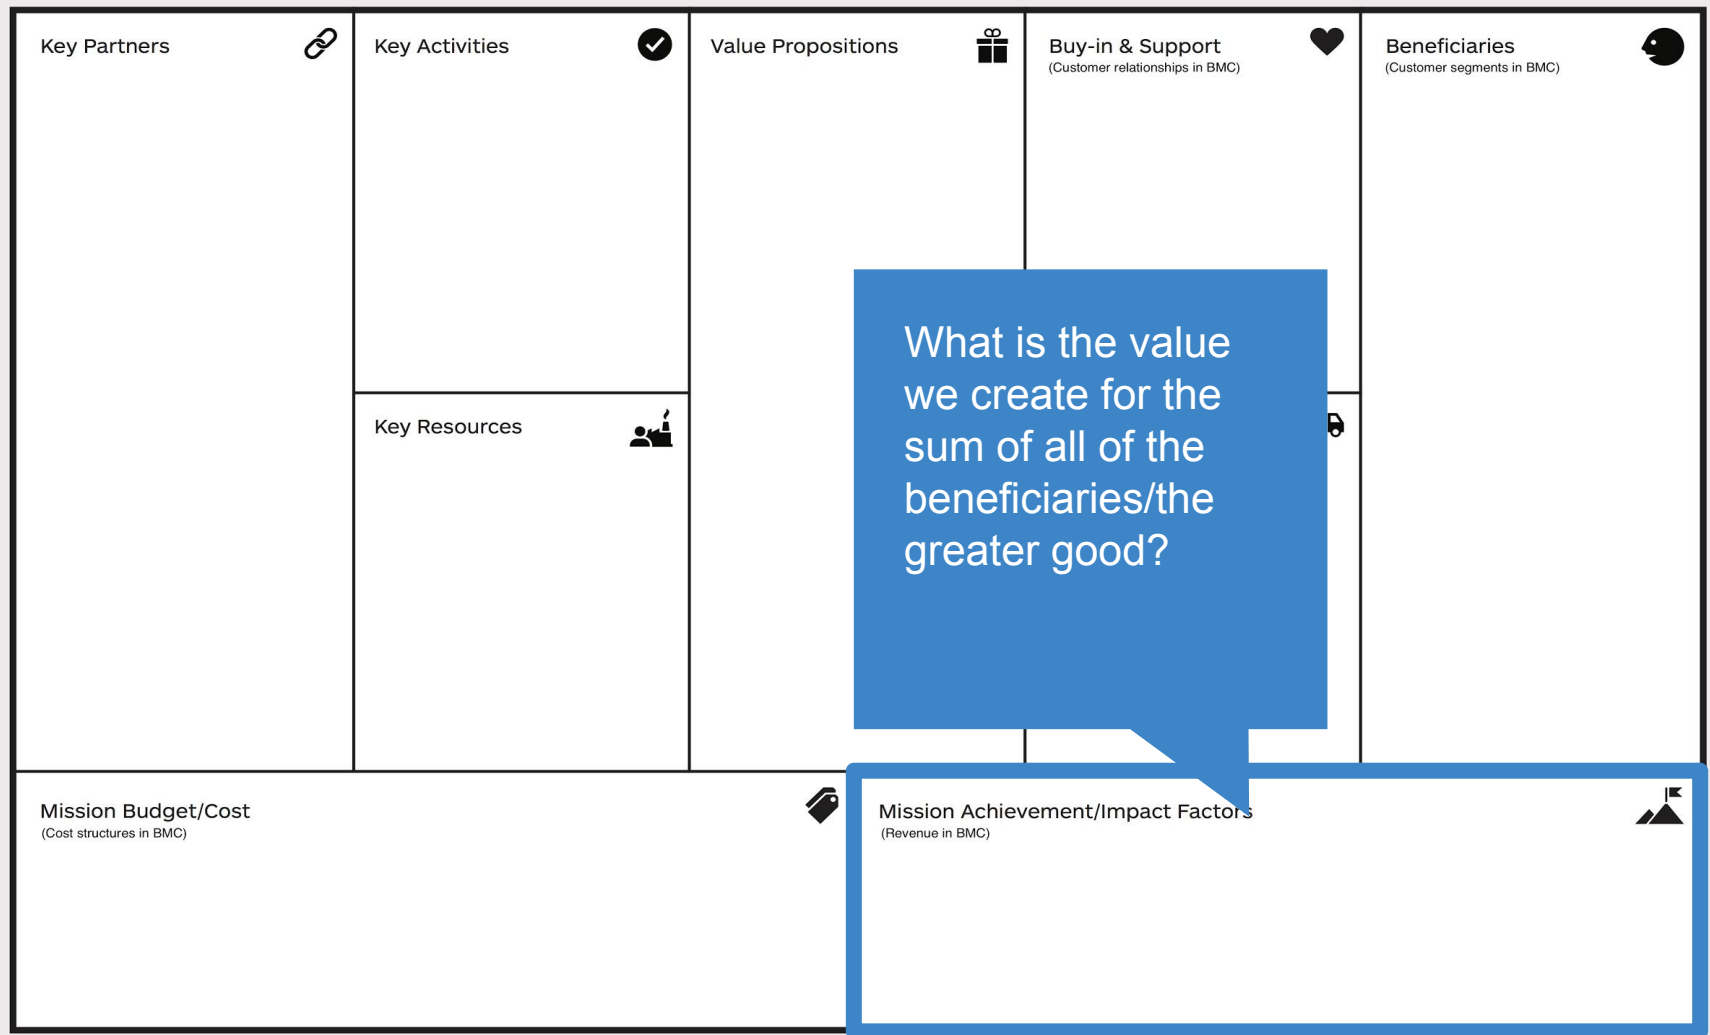 Key Partners
Key Activities
Value Propositions
Buy-in & Support
(Customer relationships in BMC)
Beneficiaries
(Customer segments in BMC)
What is the value
we create for the
sum of all of the
beneficiaries/the
greater good?
Key Resources
Mission Budget/Cost
(Cost structures in BMC)
Mission Achievement/Impact Factors
(Revenue in BMC)